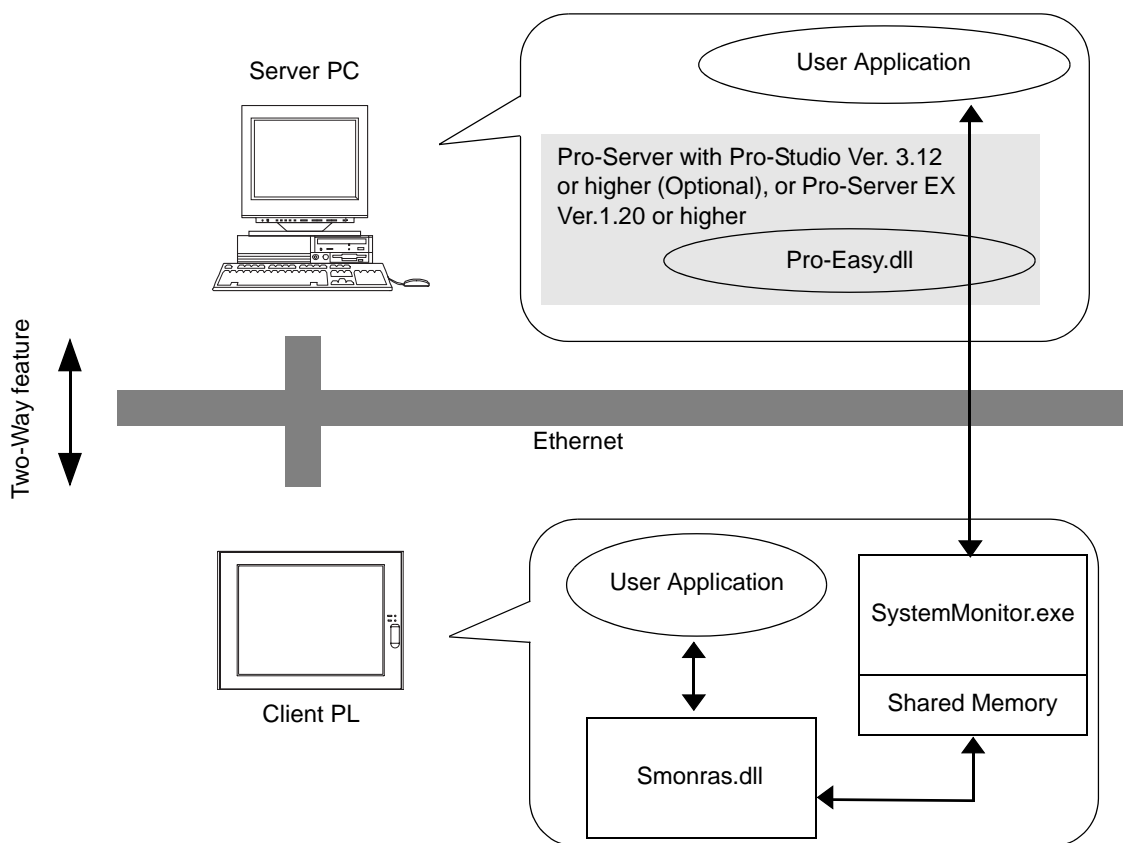 Server PC
User Application
Pro-Server with Pro-Studio Ver. 3.12
or higher (Optional), or Pro-Server EX
Ver.1.20 or higher
Pro-Easy.dll
Two-Way feature
Ethernet
User Application
SystemMonitor.exe
Shared Memory
Client PL
Smonras.dll